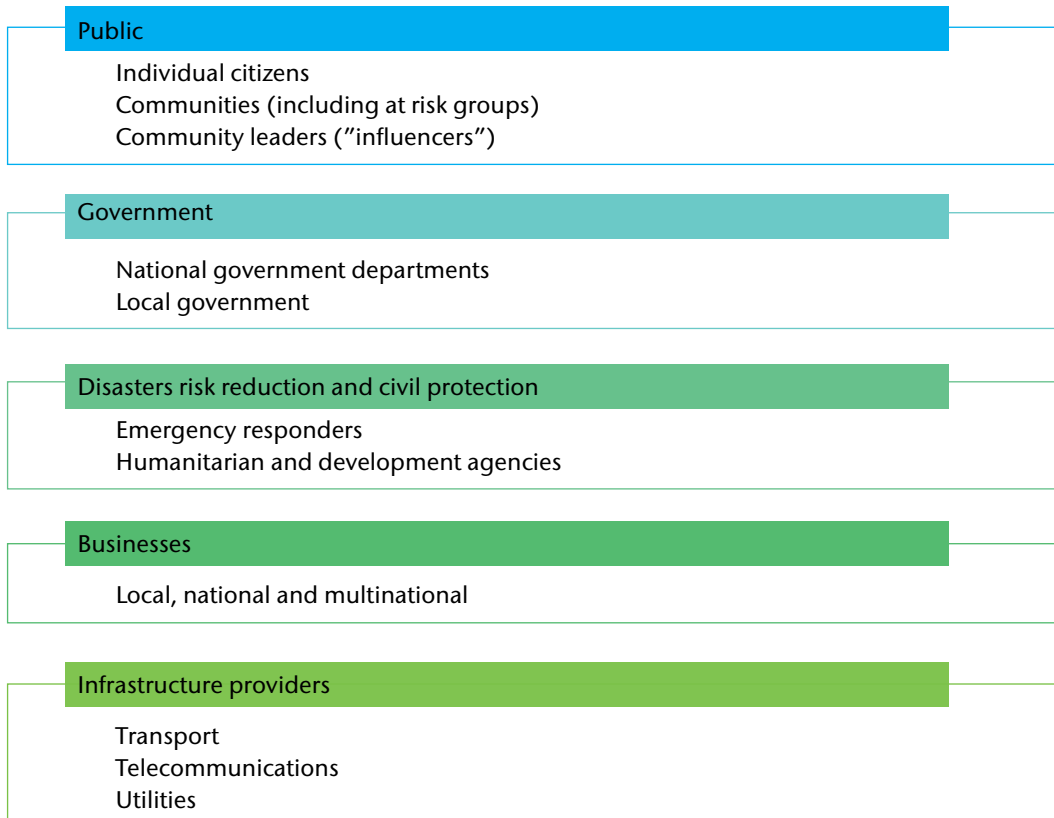 Public
Individual citizens
Communities (including at risk groups)
Community leaders (”influencers”)
Government
National government departments
Local government
Disasters risk reduction and civil protection
Emergency responders
Humanitarian and development agencies
Businesses
Local, national and multinational
Infrastructure providers
Transport
Telecommunications
Utilities